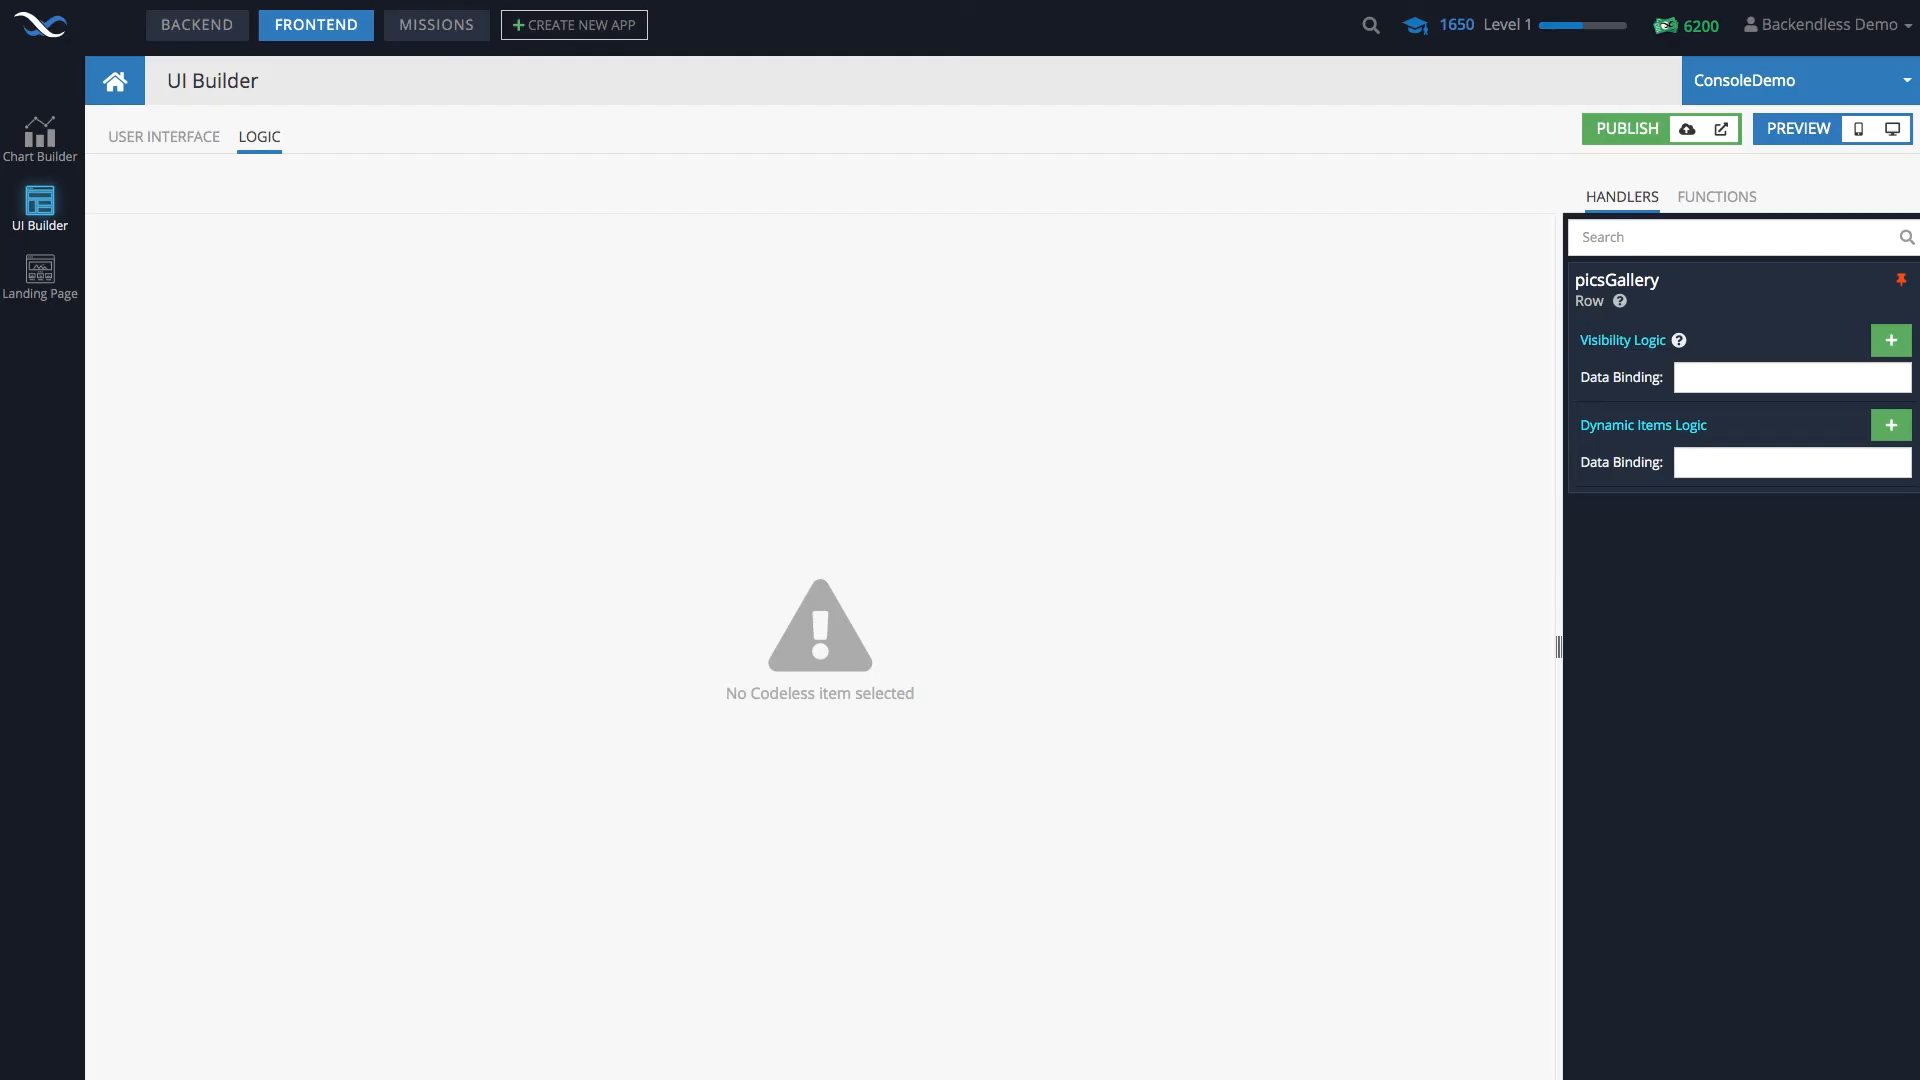 BACKEND FRONTEND MISSIONS CREATE NEW APP 1650 Level 1 6200 Backendless Demo
UI Builder ConsoleDemo
USER INTERFACE LOGIC PUBLISH PREVIEW
Chart Builder
UI Builder
Landing Page
HANDLERS FUNCTIONS
Search
picsGallery
Row
Visibility Logic
Data Binding:
Dynamic Items Logic
Data Binding:
No Codeless item selected